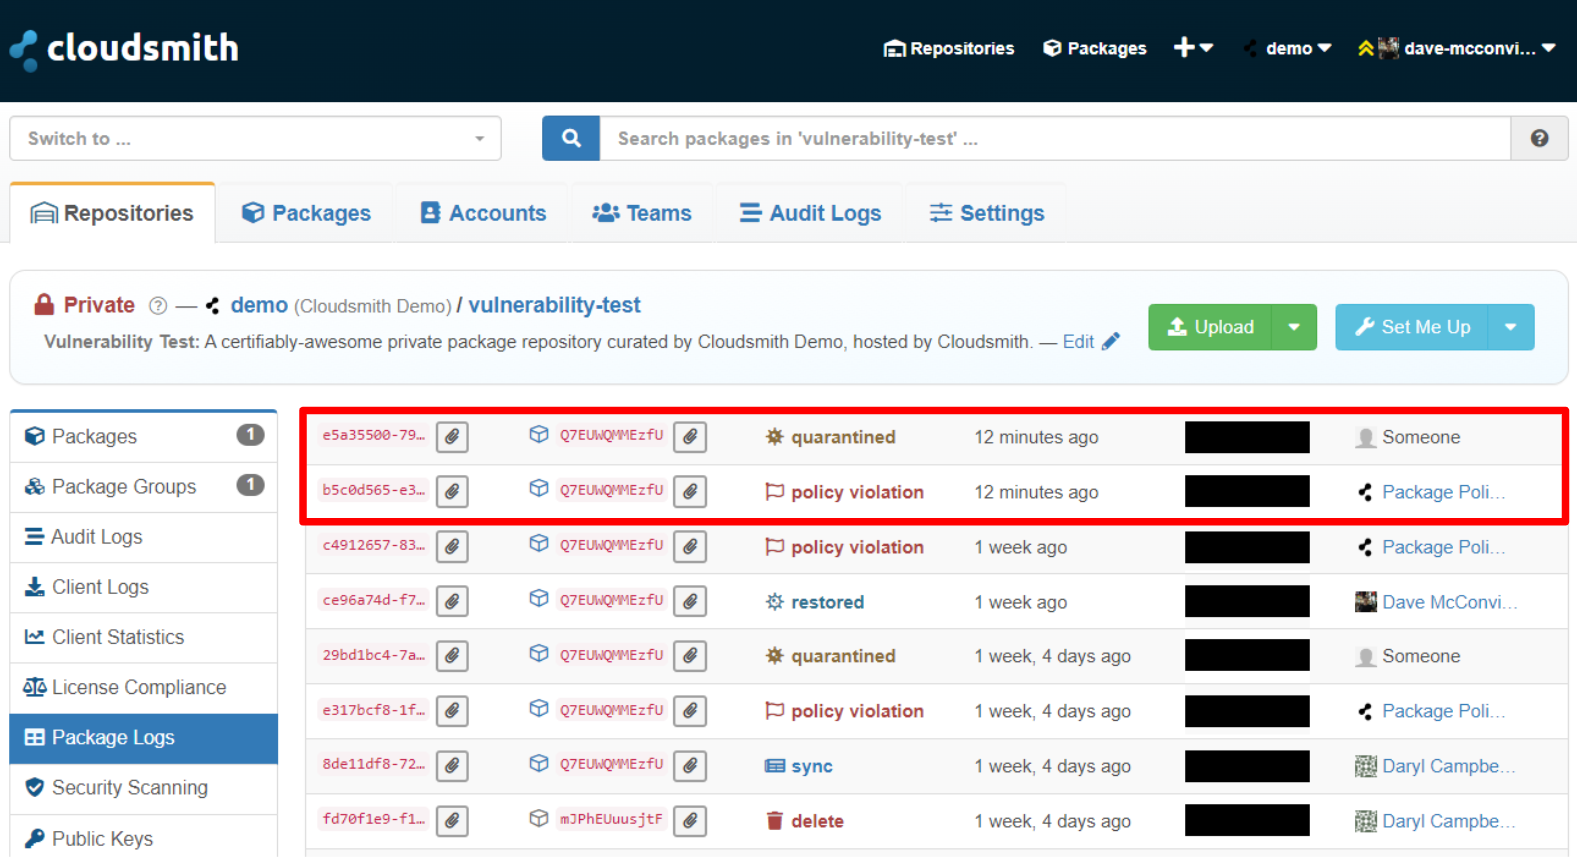 cloudsmith
Repositories Packages demo dave-mcconvi...
Switch to ... Search packages in 'vulnerability-test' ...
Repositories Packages Accounts Teams Audit Logs Settings
Private — demo (Cloudsmith Demo) / vulnerability-test
Vulnerability Test: A certifiably-awesome private package repository curated by Cloudsmith Demo, hosted by Cloudsmith. — Edit
Upload Set Me Up
Packages 1
Package Groups 1
Audit Logs
Client Logs
Client Statistics
License Compliance
Package Logs
Security Scanning
Public Keys
e5a35500-79… Q7EUWQMMEzfU quarantined 12 minutes ago Someone
b5c0d565-e3… Q7EUWQMMEzfU policy violation 12 minutes ago Package Poli…
c4912657-83… Q7EUWQMMEzfU policy violation 1 week ago Package Poli…
ce96a74d-f7… Q7EUWQMMEzfU restored 1 week ago Dave McConvi…
29bd1bc4-7a… Q7EUWQMMEzfU quarantined 1 week, 4 days ago Someone
e317bcf8-1f… Q7EUWQMMEzfU policy violation 1 week, 4 days ago Package Poli…
8de11df8-72… Q7EUWQMMEzfU sync 1 week, 4 days ago Daryl Campbe…
fd70f1e9-f1… mJPhEUuusjtF delete 1 week, 4 days ago Daryl Campbe…